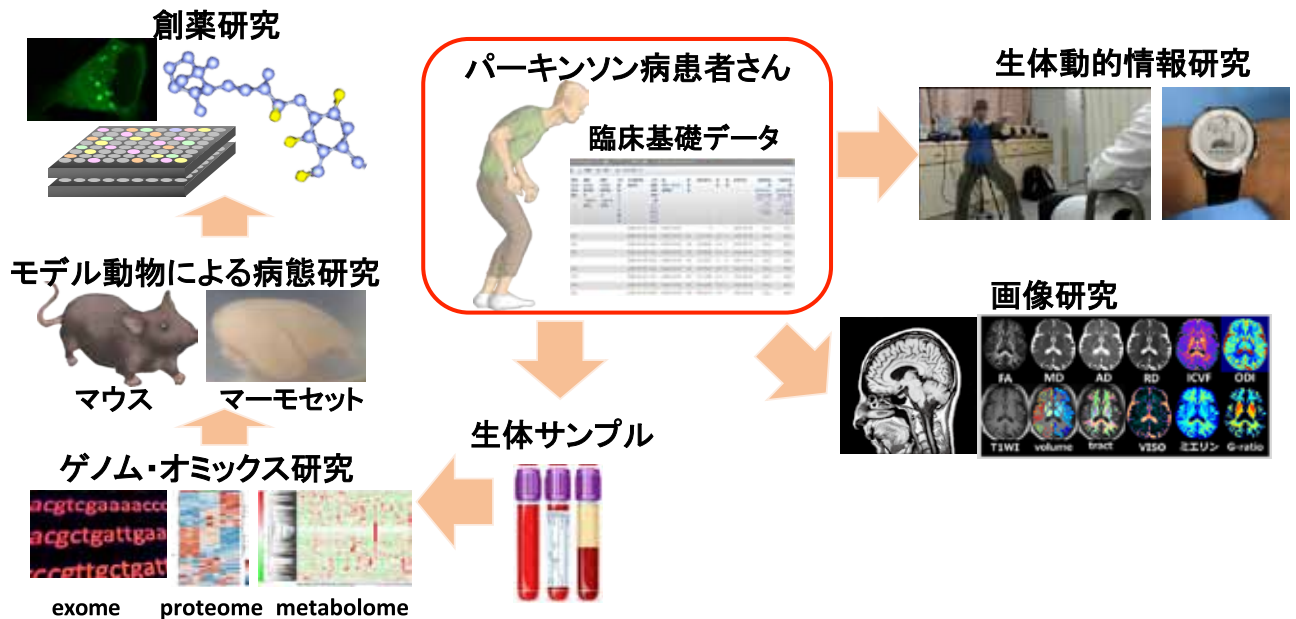 創薬研究
パーキンソン病患者さん
臨床基礎データ
生体動的情報研究
モデル動物による病態研究
マウス
マーモセット
画像研究
FA MD AD RD ICVF ODI
T1WI volume tract VISO ミエリン G-ratio
生体サンプル
ゲノム・オミックス研究
acgtcgaaaaccc
acgctgattgaa
ccgttgctgatt
exome proteome metabolome